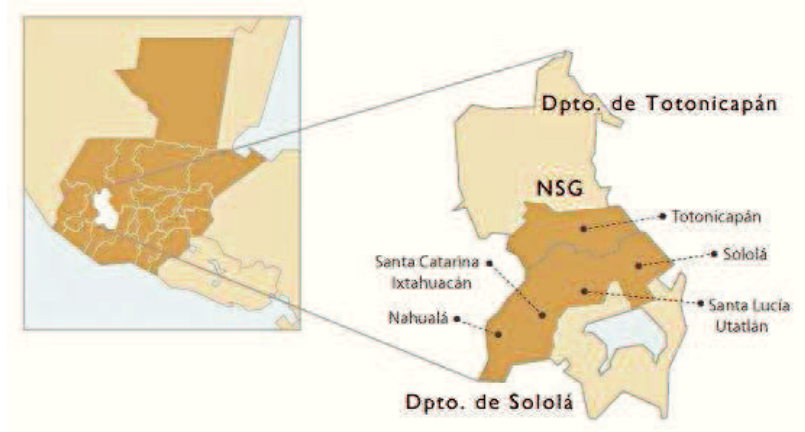 Dpto. de Totonicapán
NSG
Totonicapán
Sololá
Santa Catarina
Ixtahuacán
Santa Lucía
Utatlán
Nahualá
Dpto. de Sololá